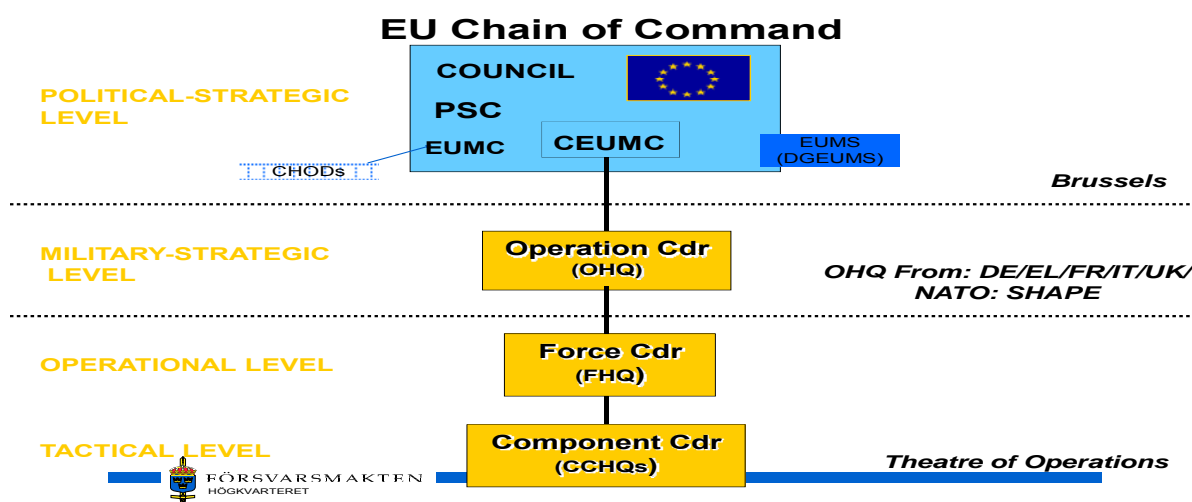 EU Chain of Command
COUNCIL
POLITICAL-STRATEGIC
LEVEL
PSC
EUMC
CEUMC
EUMS
(DGEUMS)
CHODs
Brussels
MILITARY-STRATEGIC
LEVEL
Operation Cdr
(OHQ)
OHQ From: DE/EL/FR/IT/UK/
NATO: SHAPE
OPERATIONAL LEVEL
Force Cdr
(FHQ)
TACTICAL LEVEL
Component Cdr
(CCHQs)
Theatre of Operations
FÖRSVARSMAKTEN
HÖGKVARTERET